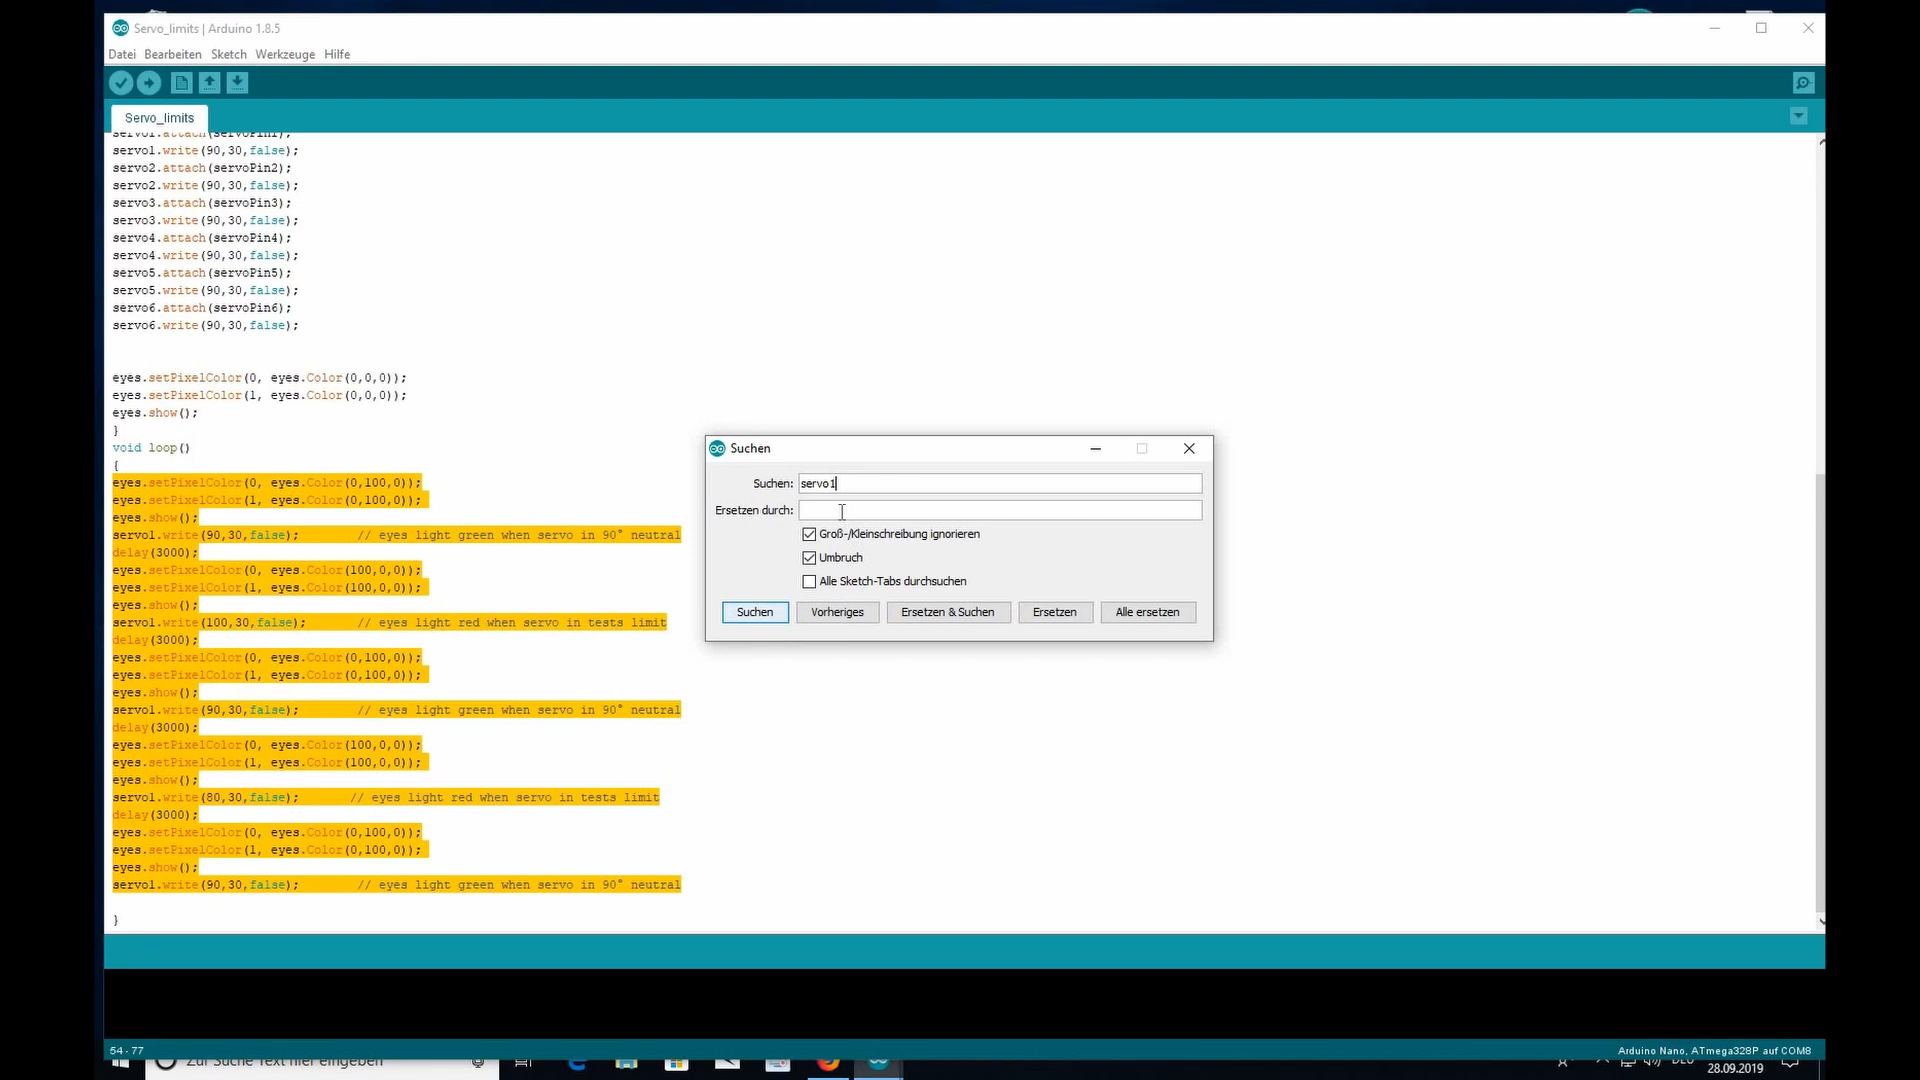 Servo_limits | Arduino 1.8.5
Datei Bearbeiten Sketch Werkzeuge Hilfe
Servo_limits
servo1.attach(servoPin1);
servo1.write(90,30,false);
servo2.attach(servoPin2);
servo2.write(90,30,false);
servo3.attach(servoPin3);
servo3.write(90,30,false);
servo4.attach(servoPin4);
servo4.write(90,30,false);
servo5.attach(servoPin5);
servo5.write(90,30,false);
servo6.attach(servoPin6);
servo6.write(90,30,false);
eyes.setPixelColor(0, eyes.Color(0,0,0));
eyes.setPixelColor(1, eyes.Color(0,0,0));
eyes.show();
}
void loop()
{
eyes.setPixelColor(0, eyes.Color(0,100,0));
eyes.setPixelColor(1, eyes.Color(0,100,0));
eyes.show();
servo1.write(90,30,false); // eyes light green when servo in 90° neutral
delay(3000);
eyes.setPixelColor(0, eyes.Color(100,0,0));
eyes.setPixelColor(1, eyes.Color(100,0,0));
eyes.show();
servo1.write(100,30,false); // eyes light red when servo in tests limit
delay(3000);
eyes.setPixelColor(0, eyes.Color(0,100,0));
eyes.setPixelColor(1, eyes.Color(0,100,0));
eyes.show();
servo1.write(90,30,false); // eyes light green when servo in 90° neutral
delay(3000);
eyes.setPixelColor(0, eyes.Color(100,0,0));
eyes.setPixelColor(1, eyes.Color(100,0,0));
eyes.show();
servo1.write(80,30,false); // eyes light red when servo in tests limit
delay(3000);
eyes.setPixelColor(0, eyes.Color(0,100,0));
eyes.setPixelColor(1, eyes.Color(0,100,0));
eyes.show();
servo1.write(90,30,false); // eyes light green when servo in 90° neutral
}
Suchen
Suchen: servo1
Ersetzen durch:
Groß-/Kleinschreibung ignorieren
Umbruch
Alle Sketch-Tabs durchsuchen
Suchen Vorheriges Ersetzen & Suchen Ersetzen Alle ersetzen
54 - 77
Arduino Nano, ATmega328P auf COM8
Zur Suche Text hier eingeben
DEU
28.09.2019